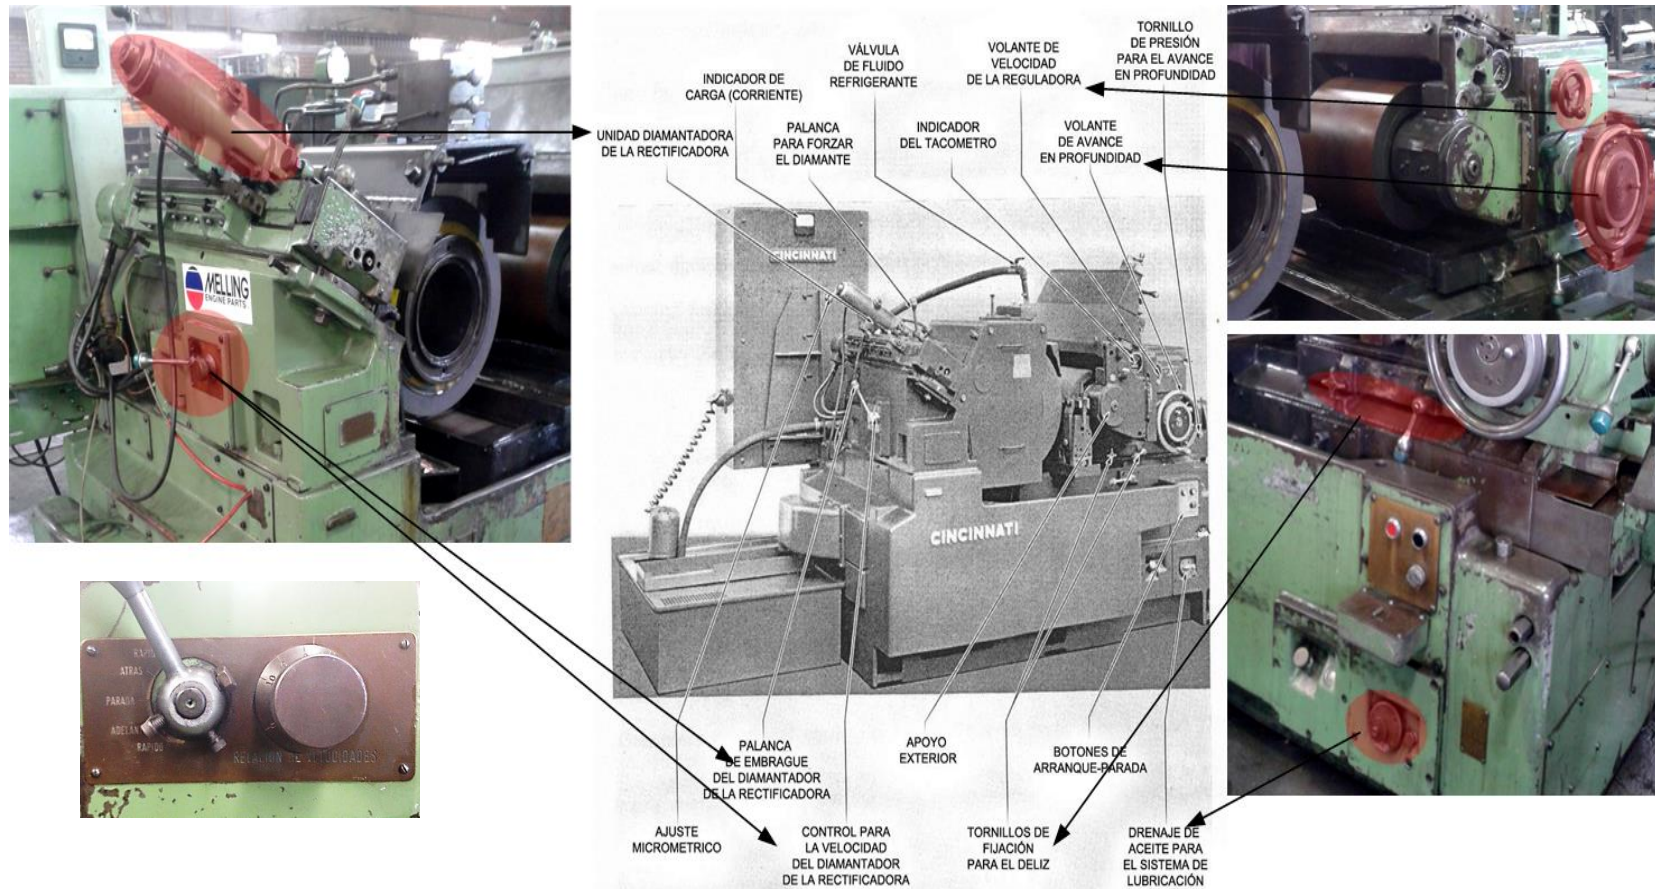 INDICADOR DE
CARGA (CORRIENTE)
VÁLVULA
DE FLUIDO
REFRIGERANTE
VOLANTE DE
VELOCIDAD
DE LA REGULADORA
TORNILLO
DE PRESIÓN
PARA EL AVANCE
EN PROFUNDIDAD
UNIDAD DIAMANTADORA
DE LA RECTIFICADORA
PALANCA
PARA FORZAR
EL DIAMANTE
INDICADOR
DEL TACOMETRO
VOLANTE
DE AVANCE
EN PROFUNDIDAD
CINCINNATI
MELLING
ENGINE PARTS
CINCINNATI
ATRAS
PARADA
ADELAN
RAPIDO
10
RELACION DE VELOCIDADES
PALANCA
DE EMBRAGUE
DEL DIAMANTADOR
DE LA RECTIFICADORA
APOYO
EXTERIOR
BOTONES DE
ARRANQUE-PARADA
AJUSTE
MICROMETRICO
CONTROL PARA
LA VELOCIDAD
DEL DIAMANTADOR
DE LA RECTIFICADORA
TORNILLOS DE
FIJACIÓN
PARA EL DELIZ
DRENAJE DE
ACEITE PARA
EL SISTEMA DE
LUBRICACIÓN